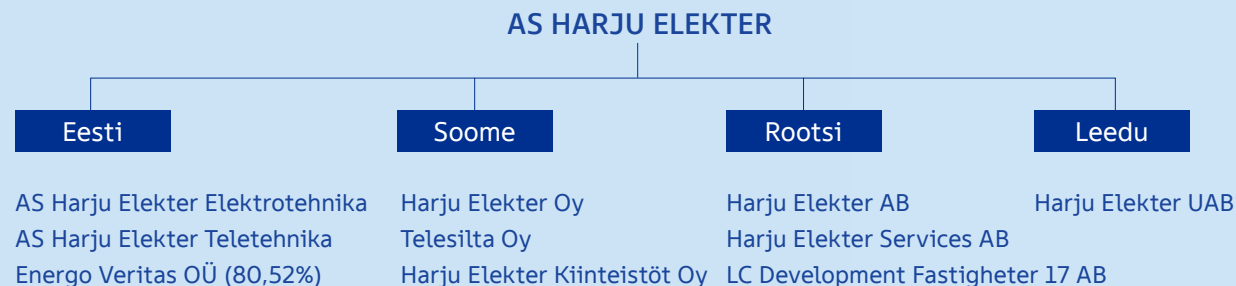 AS HARJU ELEKTER
Eesti
Soome
Rootsi
Leedu
AS Harju Elekter Elektrotehnika
AS Harju Elekter Teletehnika
Energo Veritas OÜ (80,52%)
Harju Elekter Oy
Telesilta Oy
Harju Elekter Kiinteistöt Oy
Harju Elekter AB
Harju Elekter Services AB
LC Development Fastigheter 17 AB
Harju Elekter UAB